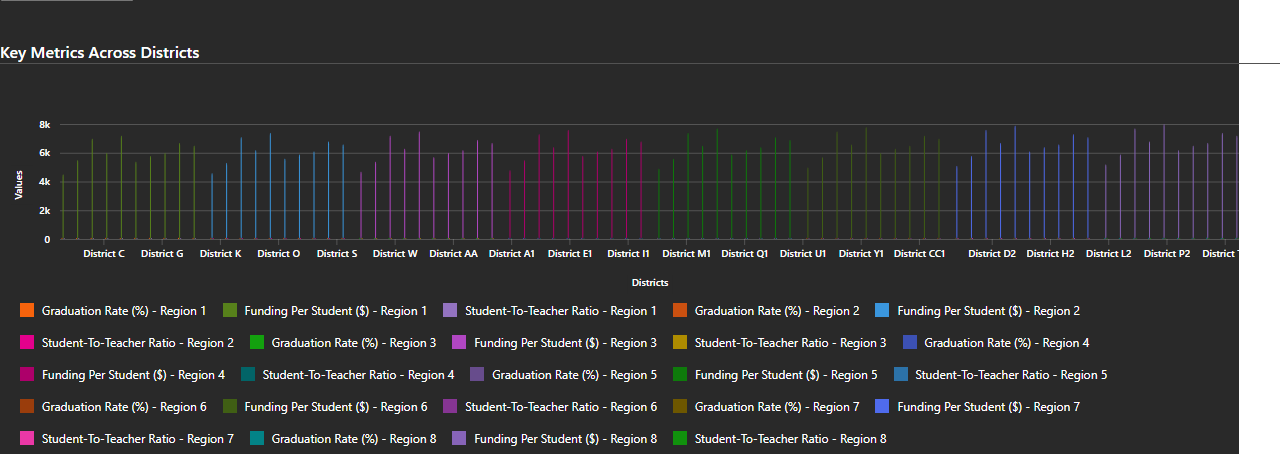 Key Metrics Across Districts
8k
6k
4k
2k
0
Values
District C District G District K District O District S District W District AA District A1 District E1 District I1 District M1 District Q1 District U1 District Y1 District CC1 District D2 District H2 District L2 District P2 District
Districts
Graduation Rate (%) - Region 1 Funding Per Student ($) - Region 1 Student-To-Teacher Ratio - Region 1 Graduation Rate (%) - Region 2 Funding Per Student ($) - Region 2
Student-To-Teacher Ratio - Region 2 Graduation Rate (%) - Region 3 Funding Per Student ($) - Region 3 Student-To-Teacher Ratio - Region 3 Graduation Rate (%) - Region 4
Funding Per Student ($) - Region 4 Student-To-Teacher Ratio - Region 4 Graduation Rate (%) - Region 5 Funding Per Student ($) - Region 5 Student-To-Teacher Ratio - Region 5
Graduation Rate (%) - Region 6 Funding Per Student ($) - Region 6 Student-To-Teacher Ratio - Region 6 Graduation Rate (%) - Region 7 Funding Per Student ($) - Region 7
Student-To-Teacher Ratio - Region 7 Graduation Rate (%) - Region 8 Funding Per Student ($) - Region 8 Student-To-Teacher Ratio - Region 8